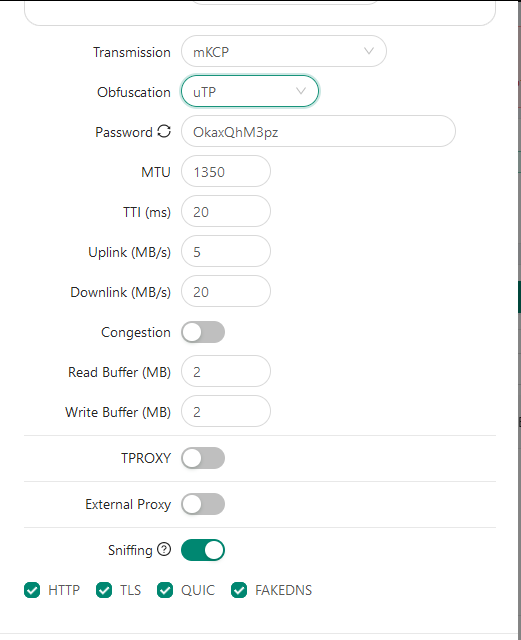 Transmission mKCP
Obfuscation uTP
Password OkaxQhM3pz
MTU 1350
TTI (ms) 20
Uplink (MB/s) 5
Downlink (MB/s) 20
Congestion
Read Buffer (MB) 2
Write Buffer (MB) 2
TPROXY
External Proxy
Sniffing
HTTP TLS QUIC FAKEDNS